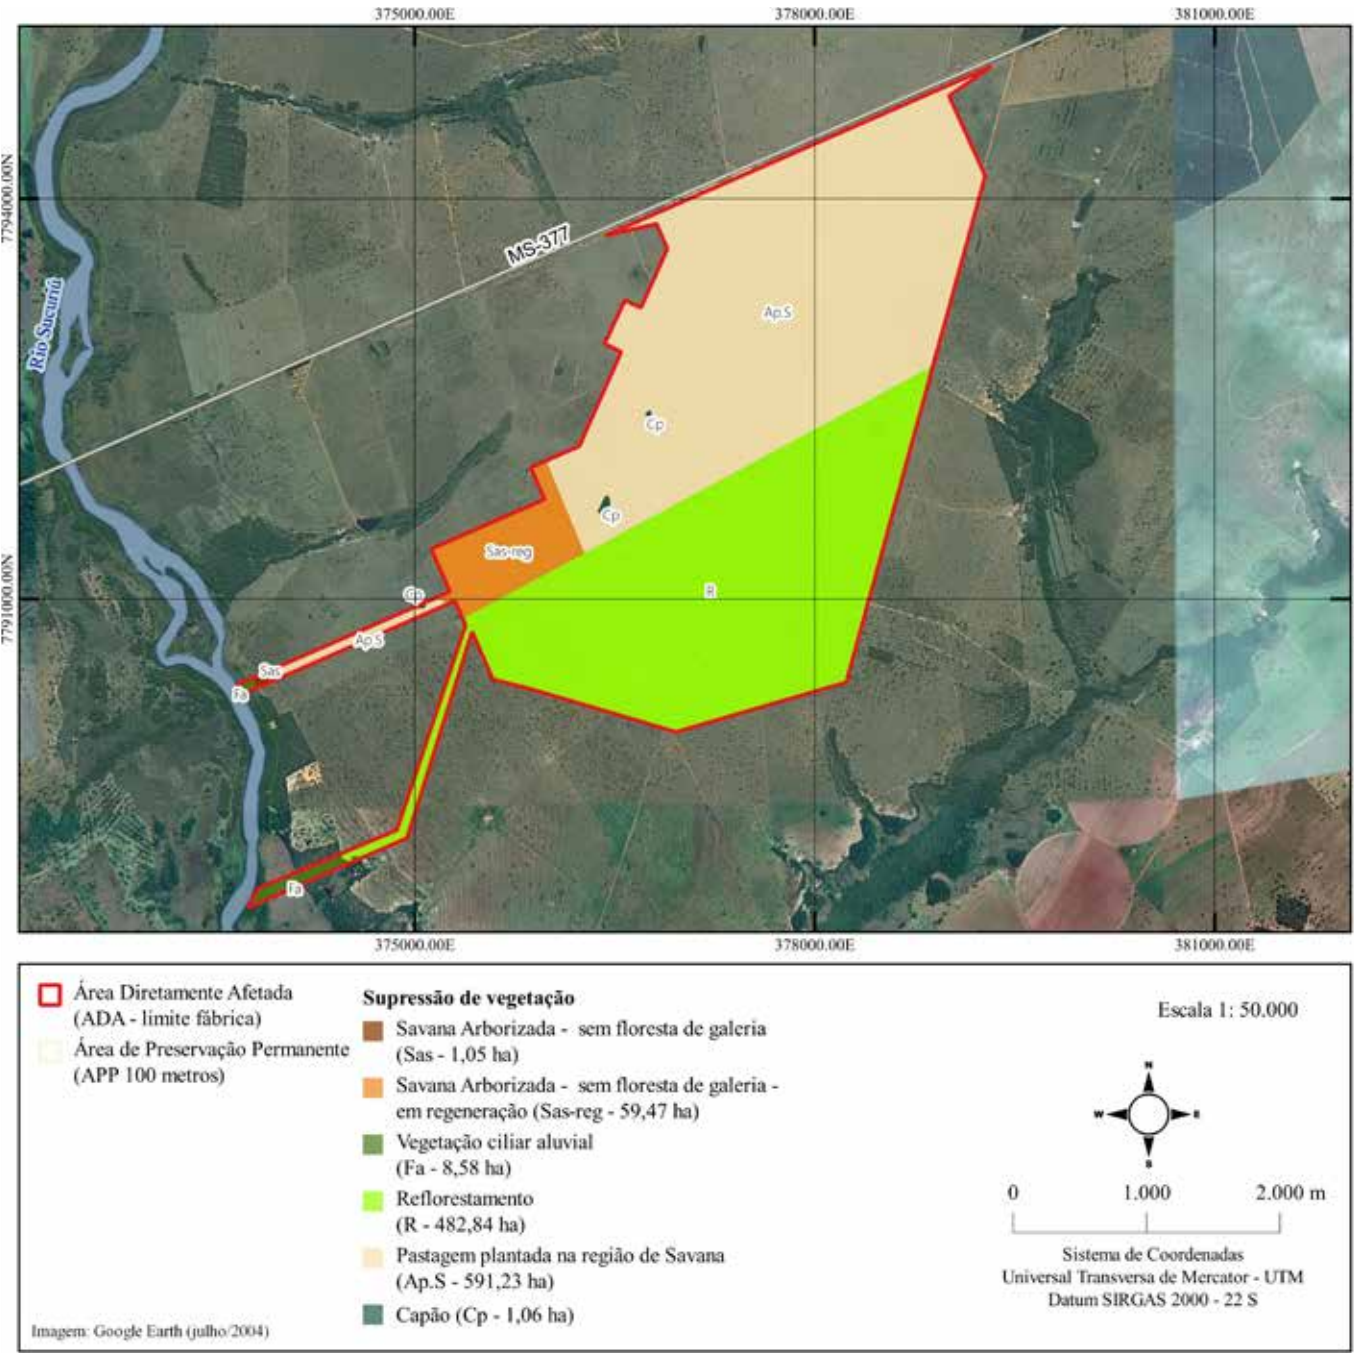 375000.00E 378000.00E 381000.00E
7794000.00N
MS-377
Rio Sucuriú
Ap.S
Cp
Cp
Sas-reg
Cp
R
7791000.00N
Ap.S
Sas
Fa
Fa
375000.00E 378000.00E 381000.00E
Área Diretamente Afetada
(ADA - limite fábrica)
Área de Preservação Permanente
(APP 100 metros)
Supressão de vegetação
Savana Arborizada - sem floresta de galeria
(Sas - 1,05 ha)
Savana Arborizada - sem floresta de galeria -
em regeneração (Sas-reg - 59,47 ha)
Vegetação ciliar aluvial
(Fa - 8,58 ha)
Reflorestamento
(R - 482,84 ha)
Pastagem plantada na região de Savana
(Ap.S - 591,23 ha)
Capão (Cp - 1,06 ha)
Escala 1: 50.000
N
W E
S
0 1.000 2.000 m
Sistema de Coordenadas
Universal Transversa de Mercator - UTM
Datum SIRGAS 2000 - 22 S
Imagem: Google Earth (julho/2004)